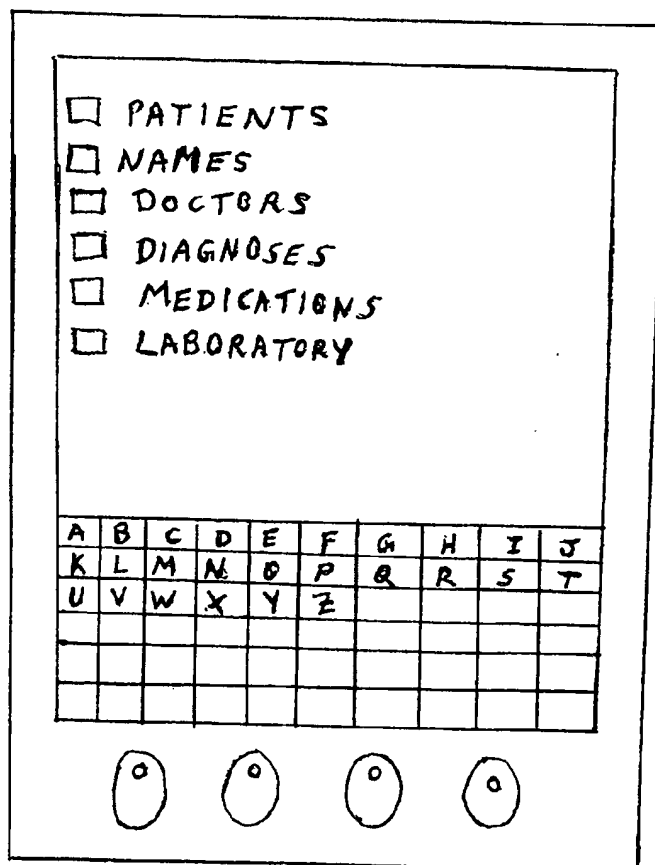 PATIENTS
NAMES
DOCTORS
DIAGNOSES
MEDICATIONS
LABORATORY
A B C D E F G H I J
K L M N O P Q R S T
U V W X Y Z